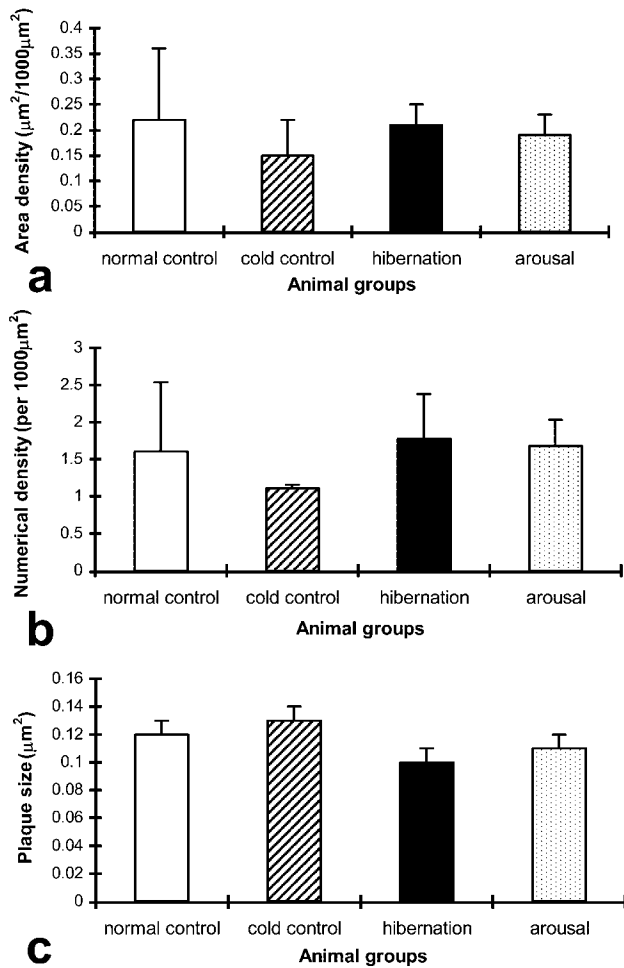 Area density (μm²/1000μm²)
0.4
0.35
0.3
0.25
0.2
0.15
0.1
0.05
0
normal control cold control hibernation arousal
Animal groups
a
Numerical density (per 1000μm²)
3
2.5
2
1.5
1
0.5
0
normal control cold control hibernation arousal
Animal groups
b
Plaque size (μm²)
0.16
0.14
0.12
0.1
0.08
0.06
0.04
0.02
0
normal control cold control hibernation arousal
Animal groups
c